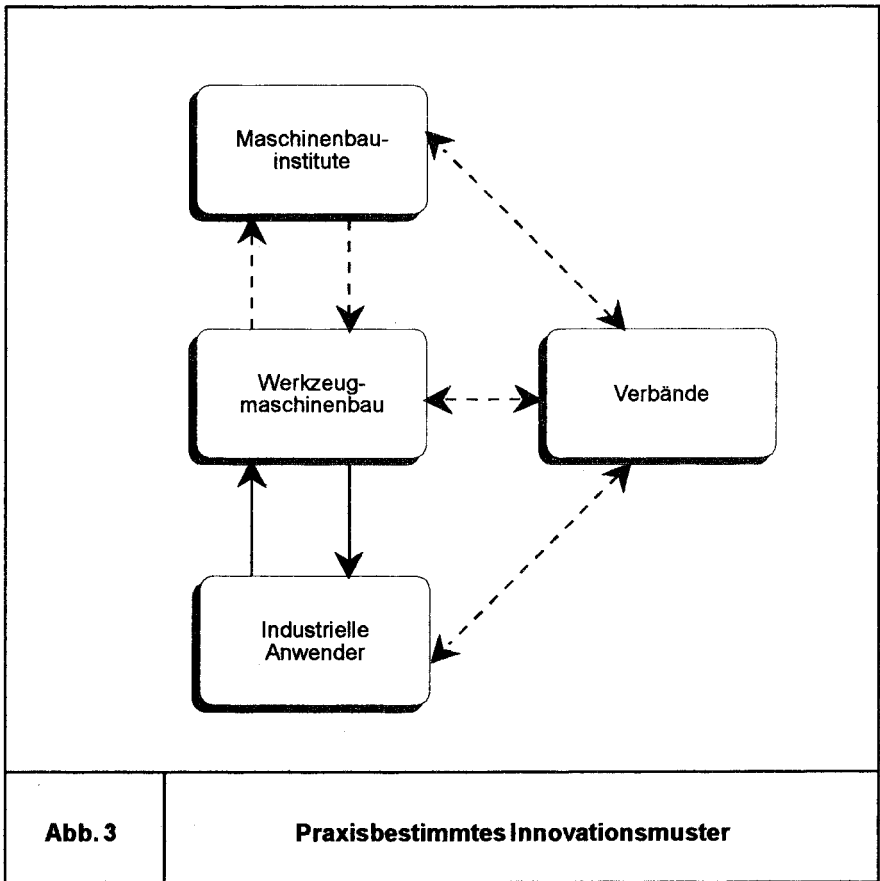 Maschinenbau-
institute
Werkzeug-
maschinenbau
Verbände
Industrielle
Anwender
Abb. 3
Praxisbestimmtes Innovationsmuster